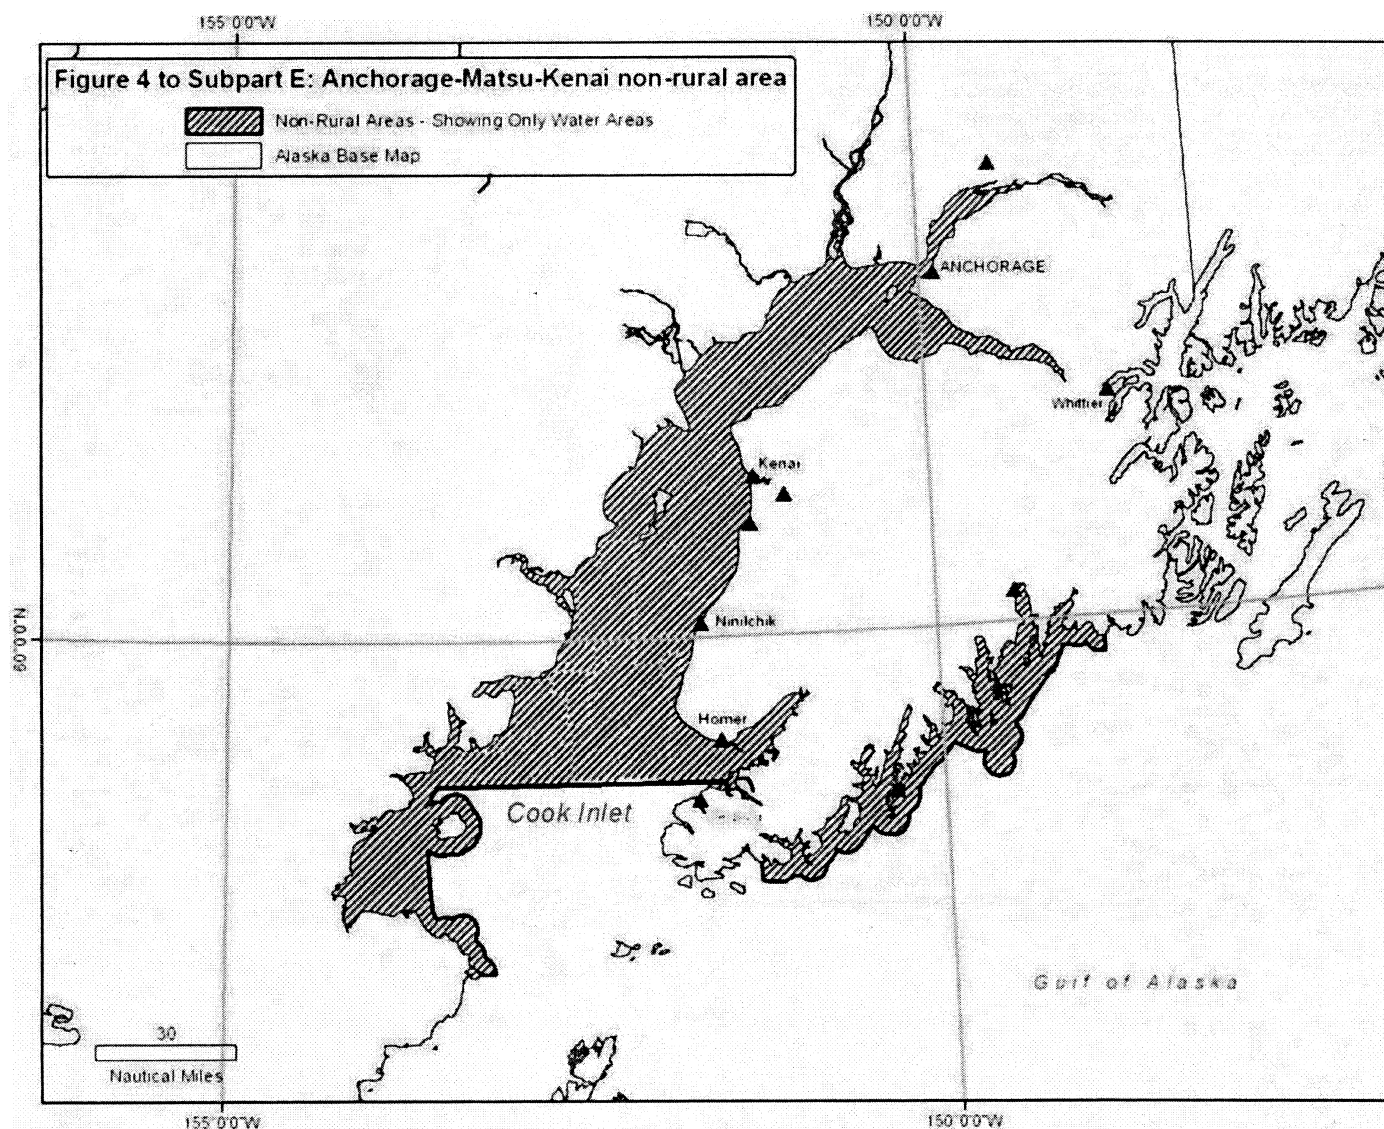 155°0'0"W
150°0'0"W
Figure 4 to Subpart E: Anchorage-Matsu-Kenai non-rural area
Non-Rural Areas - Showing Only Water Areas
Alaska Base Map
ANCHORAGE
Whittier
Kenai
60°0'0"N
Ninilchik
Homer
Cook Inlet
Gulf of Alaska
30
Nautical Miles
155°0'0"W
150°0'0"W